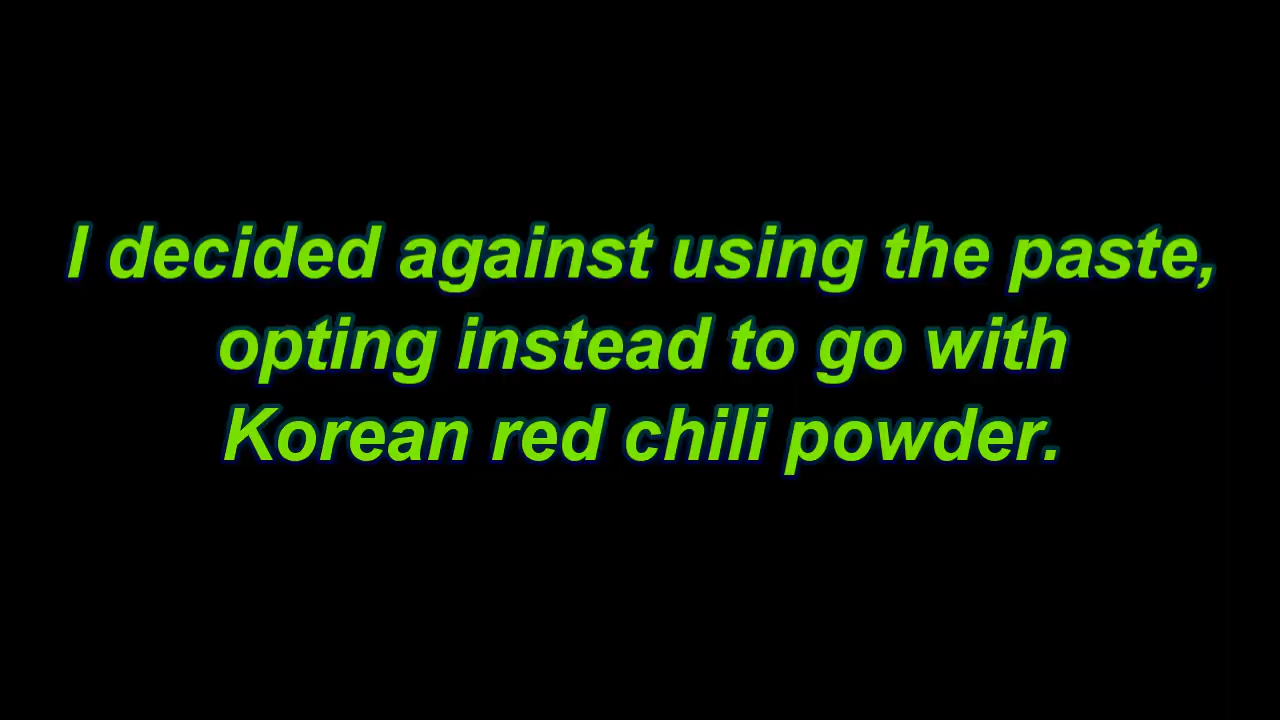 I decided against using the paste,
opting instead to go with
Korean red chili powder.